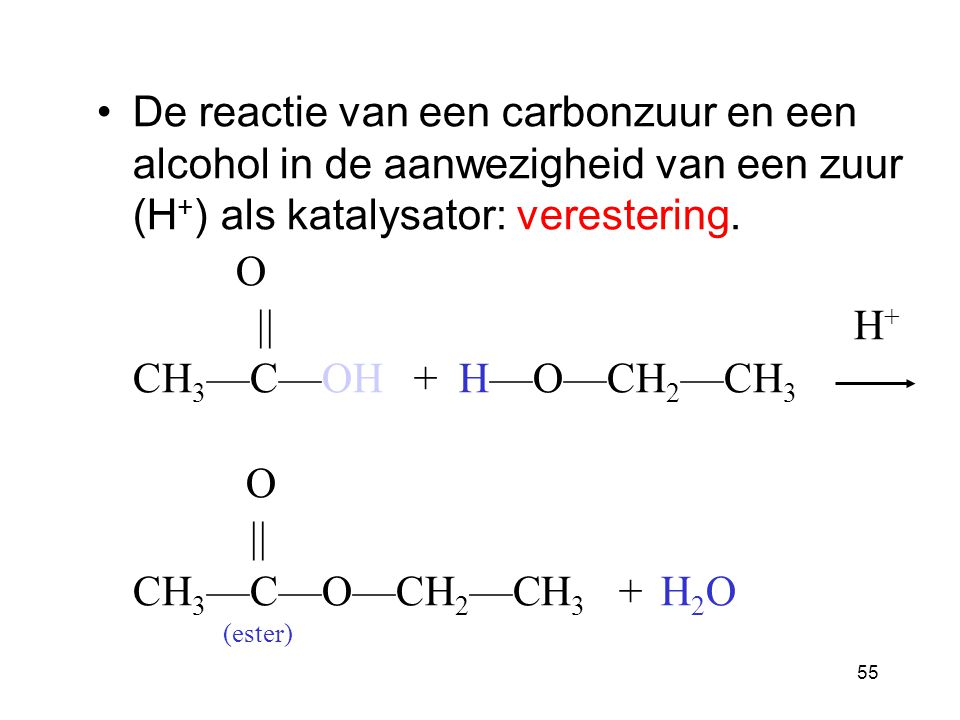 • De reactie van een carbonzuur en een
alcohol in de aanwezigheid van een zuur
(H⁺) als katalysator: verestering.
O
|| H⁺
CH₃—C—OH + H—O—CH₂—CH₃ ⟶
O
||
CH₃—C—O—CH₂—CH₃ + H₂O
(ester)
55